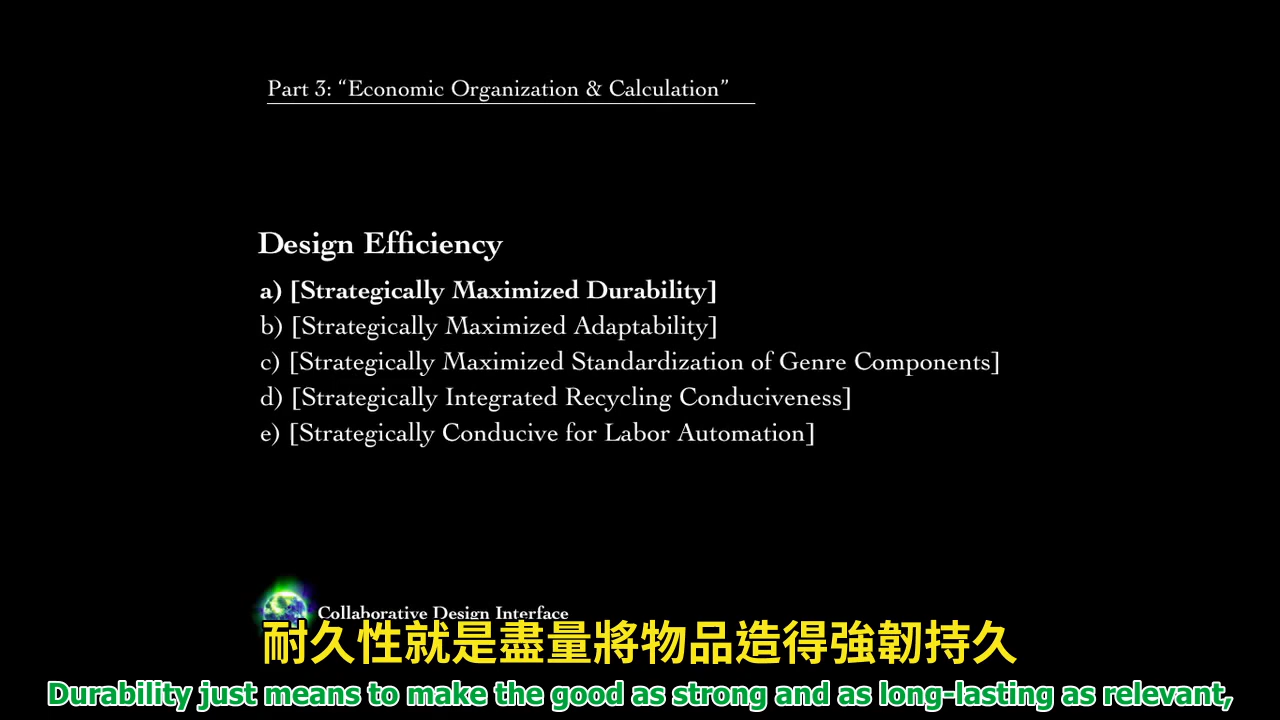 Part 3: “Economic Organization & Calculation”
Design Efficiency
a) [Strategically Maximized Durability]
b) [Strategically Maximized Adaptability]
c) [Strategically Maximized Standardization of Genre Components]
d) [Strategically Integrated Recycling Conduciveness]
e) [Strategically Conducive for Labor Automation]
Collaborative Design Interface
耐久性就是盡量將物品造得強韌持久
Durability just means to make the good as strong and as long-lasting as relevant,